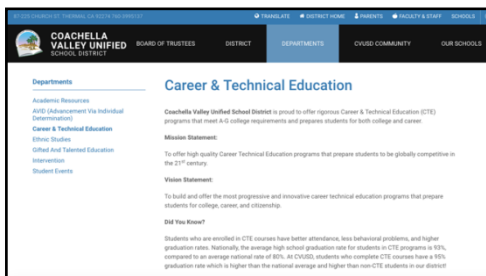 87-225 CHURCH ST. THERMAL, CA 92274 760-3995137
TRANSLATE DISTRICT HOME PARENTS FACULTY & STAFF SCHOOLS
COACHELLA
VALLEY UNIFIED
SCHOOL DISTRICT
BOARD OF TRUSTEES DISTRICT DEPARTMENTS CVUSD COMMUNITY OUR SCHOOLS
Departments
Academic Resources
AVID (Advancement Via Individual
Determination)
Career & Technical Education
Ethnic Studies
Gifted And Talented Education
Intervention
Student Events
Career & Technical Education
Coachella Valley Unified School District is proud to offer rigorous Career & Technical Education (CTE)
programs that meet A-G college requirements and prepares students for both college and career.
Mission Statement:
To offer high quality Career Technical Education programs that prepare students to be globally competitive in
the 21st century.
Vision Statement:
To build and offer the most progressive and innovative career technical education programs that prepare
students for college, career, and citizenship.
Did You Know?
Students who are enrolled in CTE courses have better attendance, less behavioral problems, and higher
graduation rates. Nationally, the average high school graduation rate for students in CTE programs is 93%,
compared to an average national rate of 80%. At CVUSD, students who complete CTE courses have a 95%
graduation rate which is higher than the national average and higher than non-CTE students in our district!